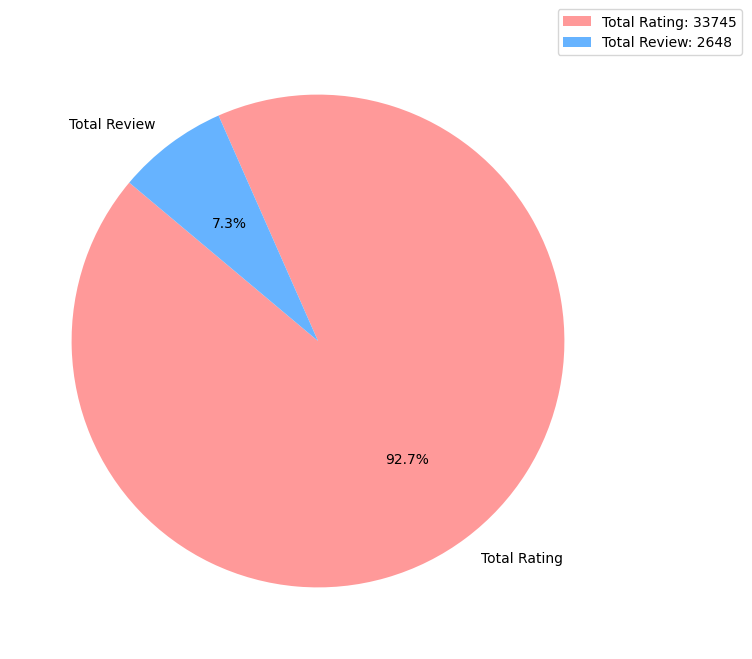 Total Rating: 33745
Total Review: 2648
Total Review
7.3%
92.7%
Total Rating